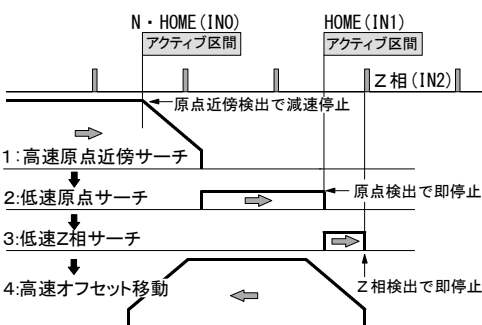 N・HOME(IN0)
アクティブ区間
HOME(IN1)
アクティブ区間
Z相(IN2)
原点近傍検出で減速停止
1:高速原点近傍サーチ
2:低速原点サーチ
原点検出で即停止
3:低速Z相サーチ
4:高速オフセット移動
Z相検出で即停止